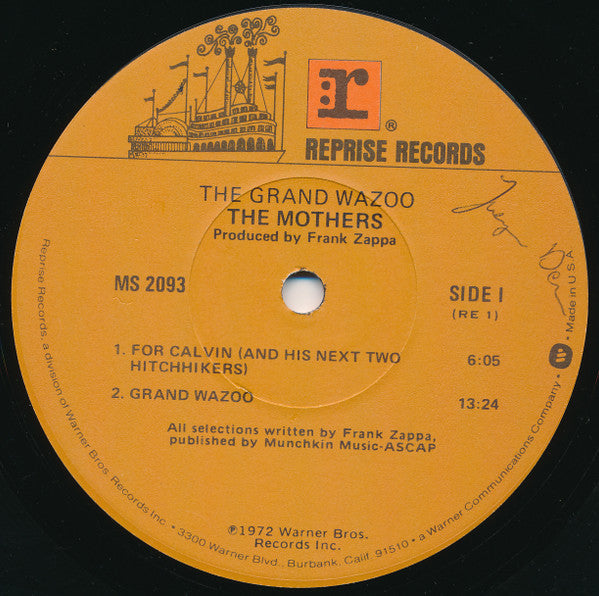 r
®
REPRISE RECORDS
THE GRAND WAZOO
THE MOTHERS
Produced by Frank Zappa
MS 2093
SIDE I
(RE 1)
1. FOR CALVIN (AND HIS NEXT TWO
HITCHHIKERS) 6:05
2. GRAND WAZOO 13:24
All selections written by Frank Zappa,
published by Munchkin Music-ASCAP
℗1972 Warner Bros.
Records Inc.
Reprise Records, a division of Warner Bros. Records Inc. • 3300 Warner Blvd., Burbank, Calif. 91510 • a Warner Communications Company. • W • Made in U.S.A.